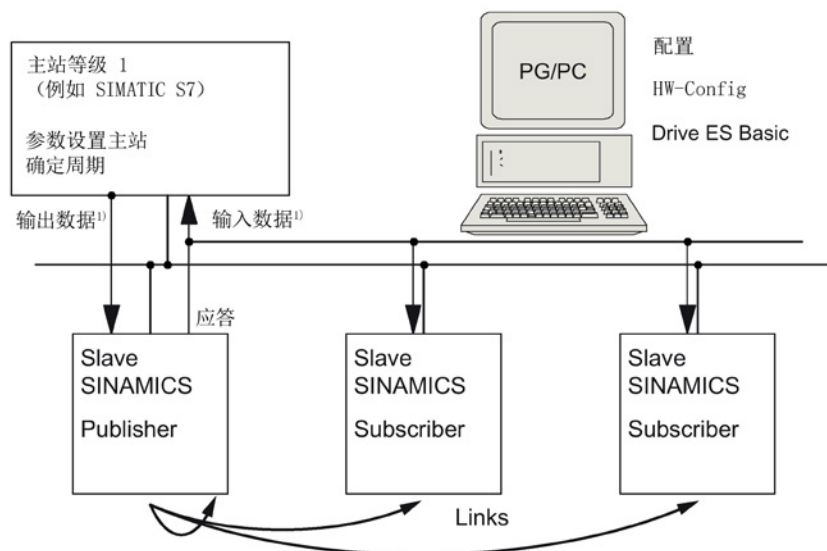 主站等级 1
（例如 SIMATIC S7）
参数设置主站
确定周期
PG/PC
配置
HW-Config
Drive ES Basic
输出数据¹⁾
输入数据¹⁾
应答
Slave
SINAMICS
Publisher
Slave
SINAMICS
Subscriber
Slave
SINAMICS
Subscriber
Links